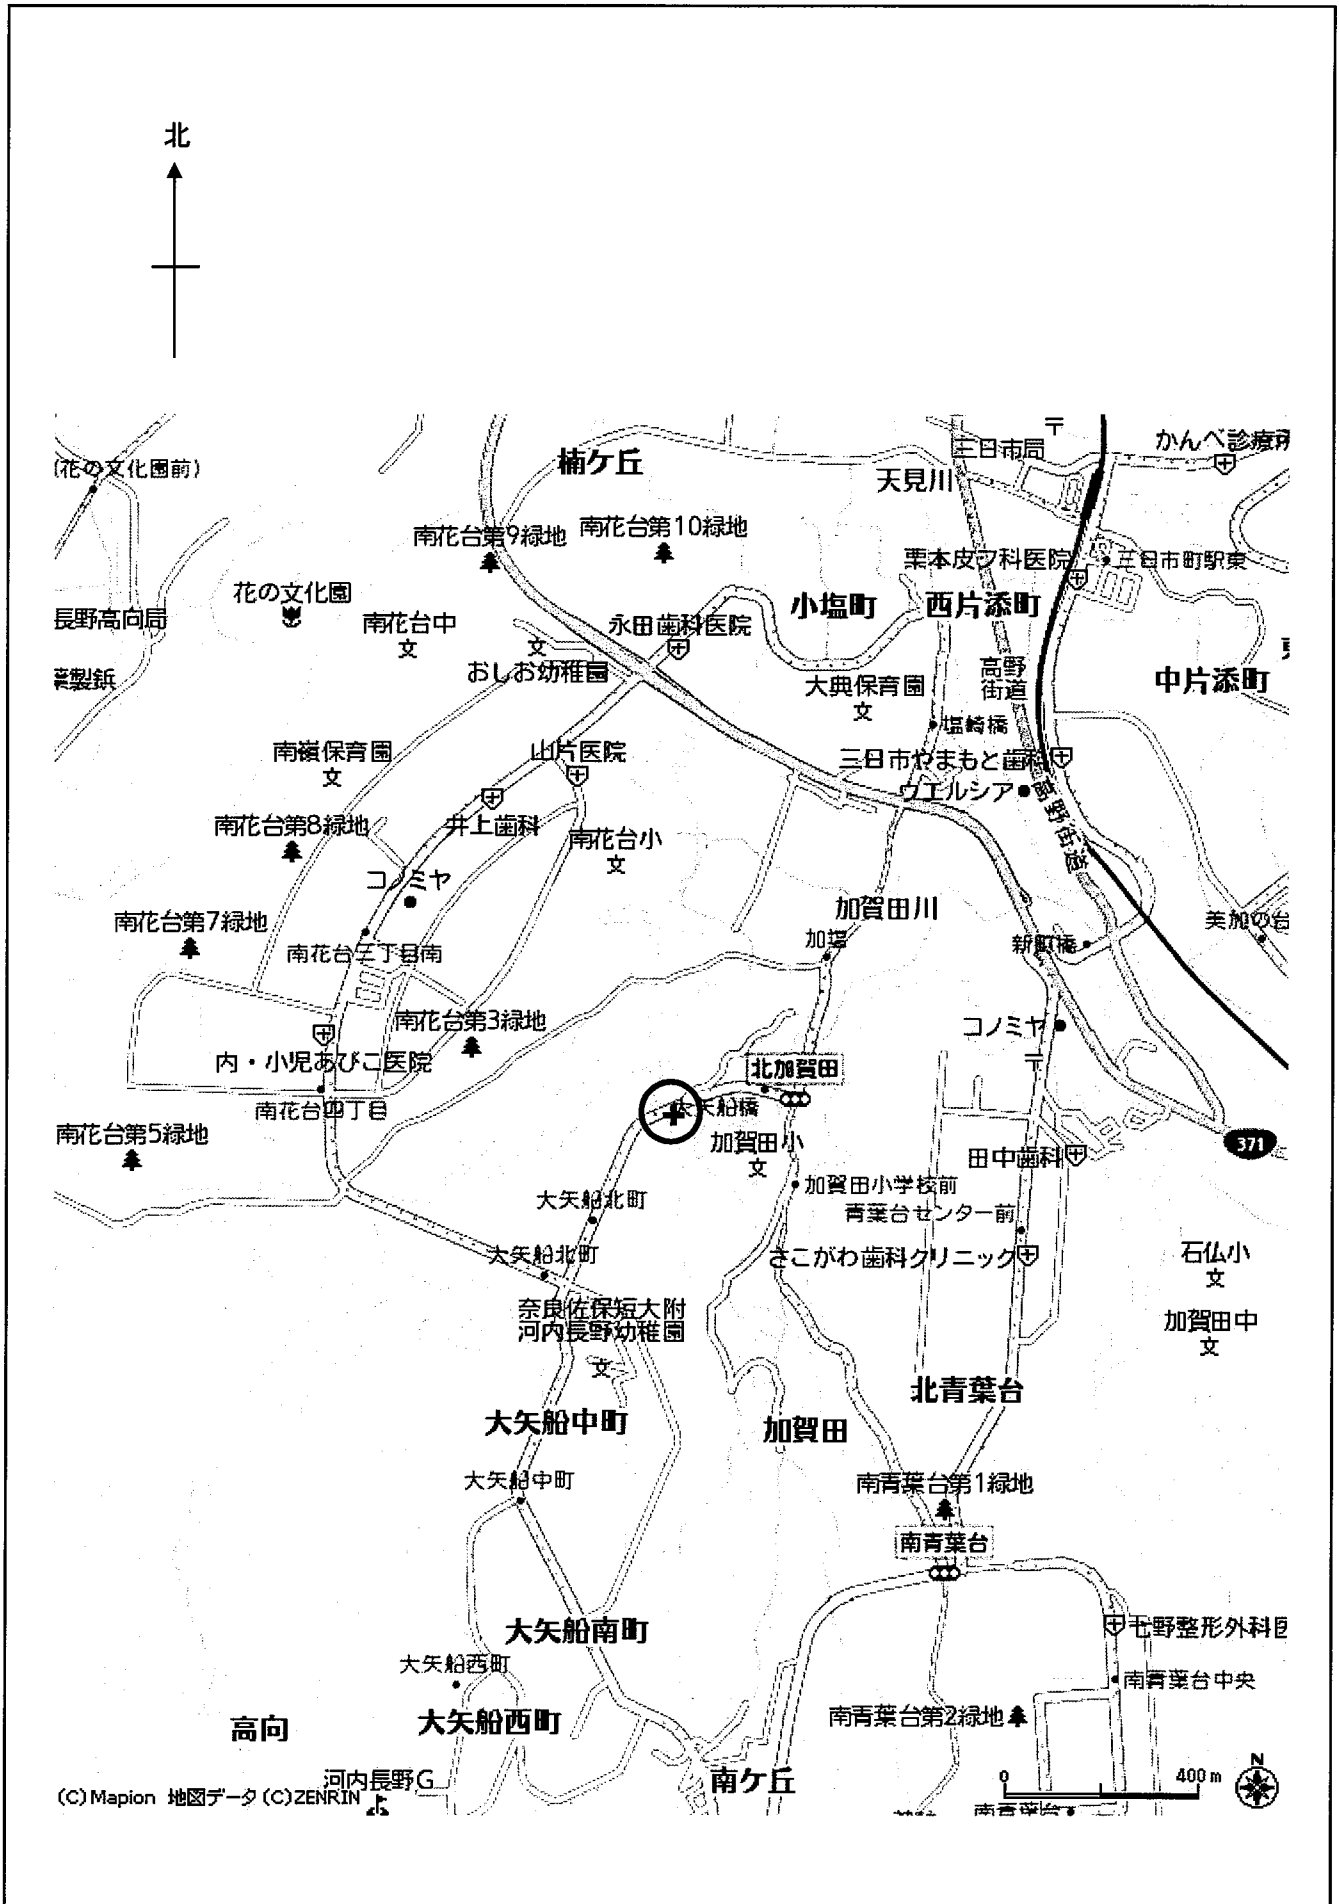 北
楠ケ丘
三日市局
かんべ診療所
(花の文化園前)
天見川
南花台第9緑地
南花台第10緑地
栗本皮フ科医院
三日市町駅東
花の文化園
長野高向局
南花台中
文
永田歯科医院
小塩町
西片添町
文
おしお幼稚園
高野
街道
大典保育園
文
中片添町
塩崎橋
南嶺保育園
文
山片医院
三日市やまもと歯科
ウエルシア
高野街道
南花台第8緑地
井上歯科
南花台小
文
コノミヤ
加賀田川
南花台第7緑地
南花台三丁目南
加塩
新町橋
美加の台
南花台第3緑地
コノミヤ
内・小児あびこ医院
北加賀田
南花台四丁目
大矢船橋
南花台第5緑地
加賀田小
文
371
田中歯科
加賀田小学校前
大矢船北町
青葉台センター前
大矢船北町
さこがわ歯科クリニック
石仏小
文
奈良佐保短大附
河内長野幼稚園
文
加賀田中
文
北青葉台
大矢船中町
加賀田
大矢船中町
南青葉台第1緑地
南青葉台
大矢船南町
大矢船西町
南青葉台中央
高向
大矢船西町
南青葉台第2緑地
河内長野G
南ケ丘
0
400m
N
(C)Mapion 地図データ(C)ZENRIN
南青葉台